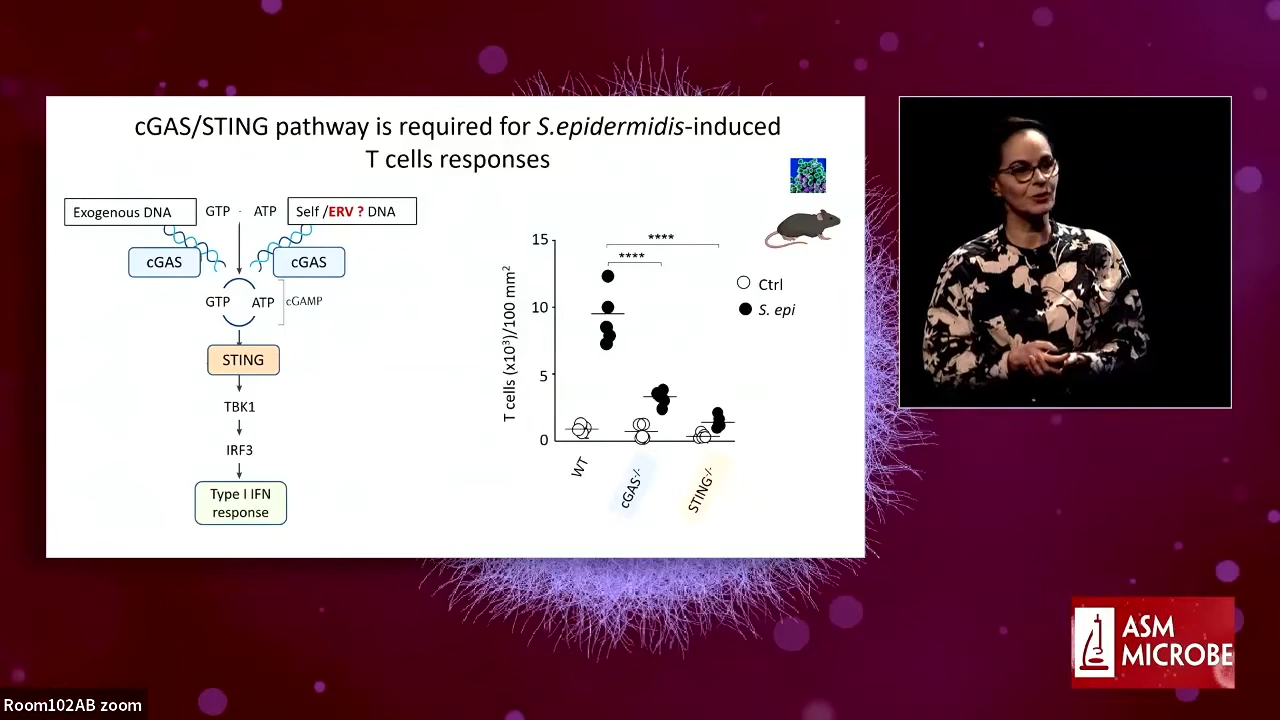 cGAS/STING pathway is required for S.epidermidis-induced
T cells responses
Exogenous DNA
GTP - ATP
Self /ERV ? DNA
cGAS
cGAS
GTP ATP cGAMP
STING
TBK1
IRF3
Type I IFN
response
T cells (x10³)/100 mm²
15
10
5
0
****
****
Ctrl
S. epi
WT
cGAS-/-
STING-/-
ASM
MICROBE
Room102AB zoom